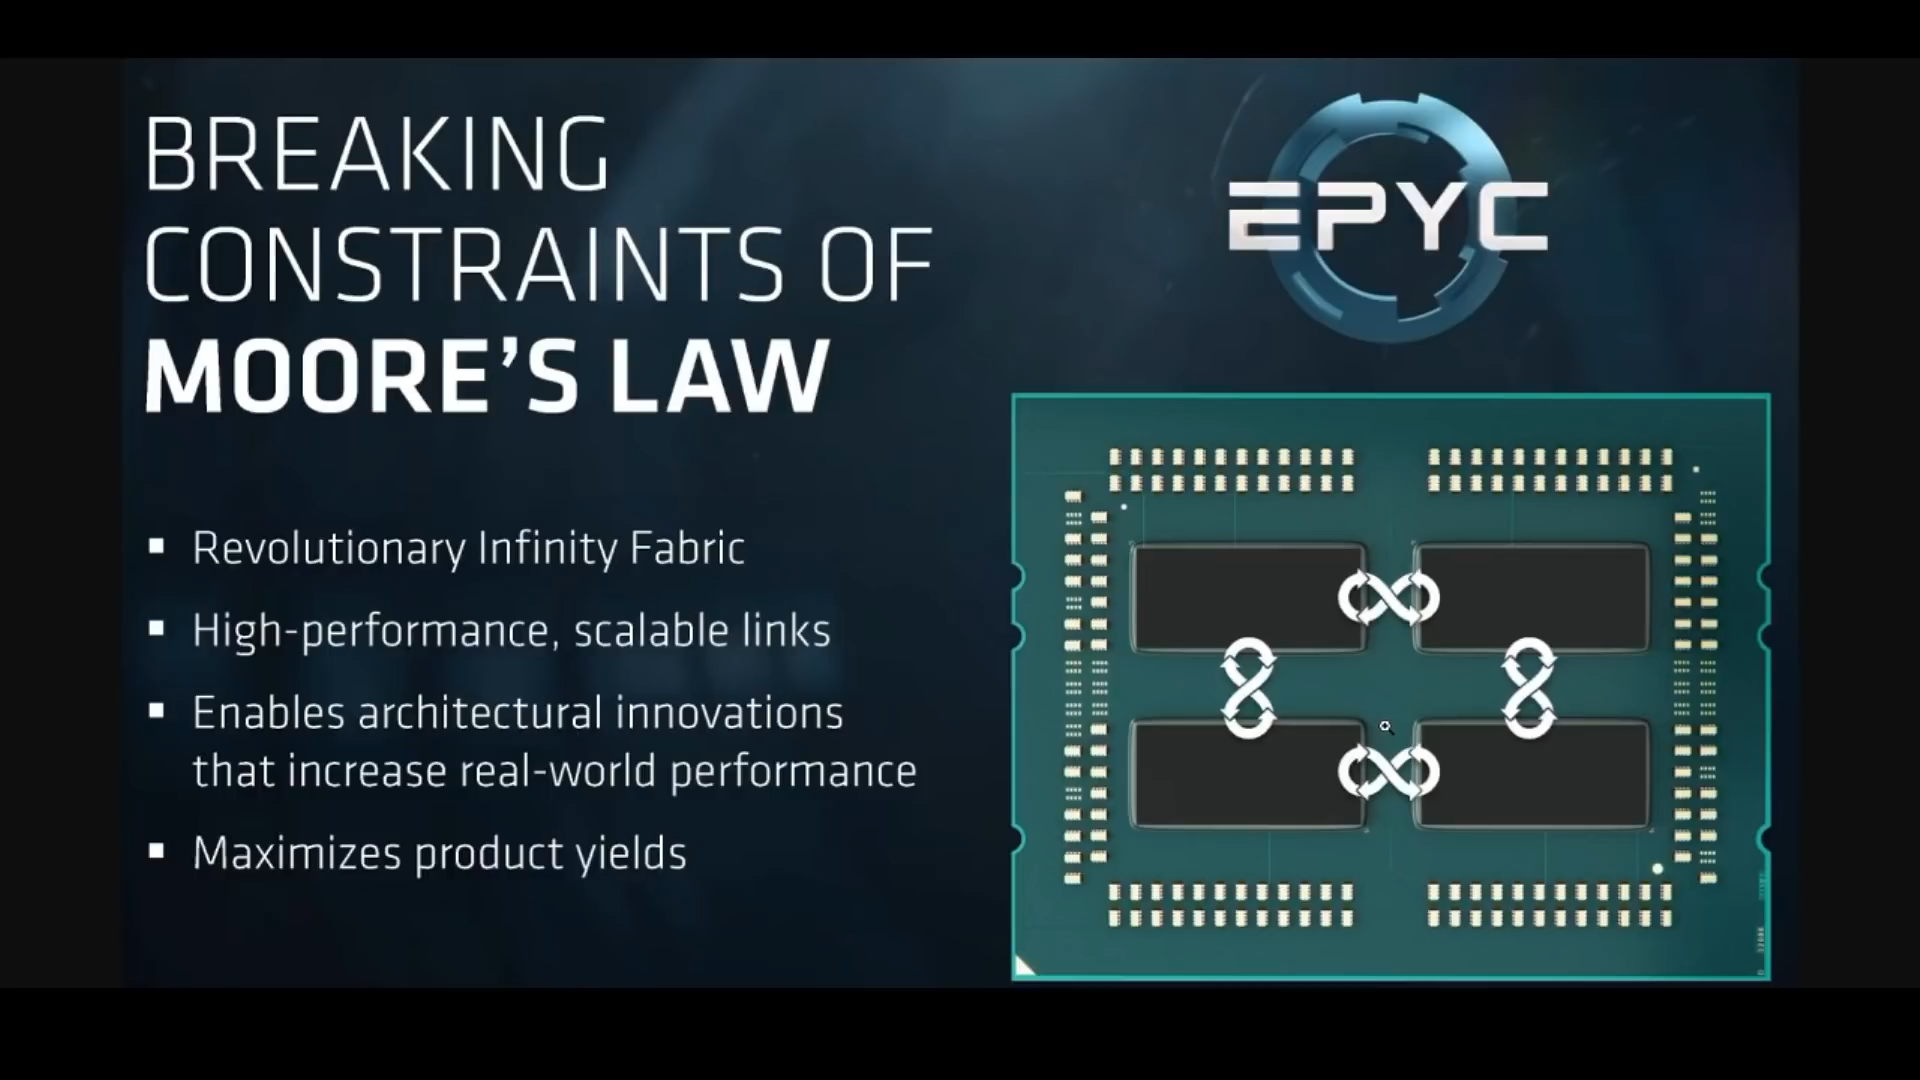 BREAKING
CONSTRAINTS OF
MOORE'S LAW
EPYC
▪ Revolutionary Infinity Fabric
▪ High-performance, scalable links
▪ Enables architectural innovations
that increase real-world performance
▪ Maximizes product yields